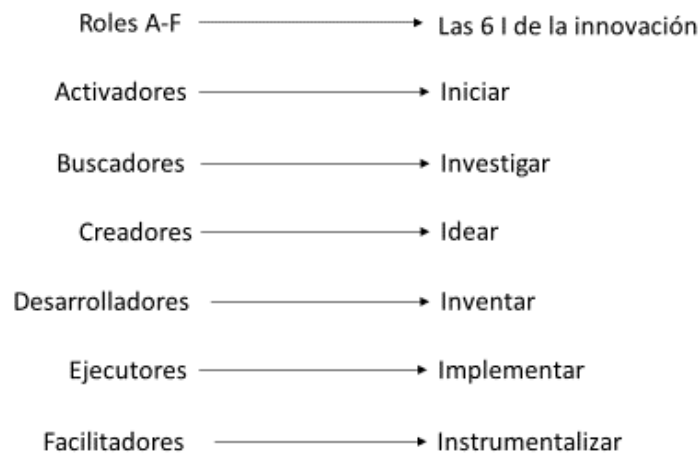 Roles A-F Las 6 I de la innovación
Activadores Iniciar
Buscadores Investigar
Creadores Idear
Desarrolladores Inventar
Ejecutores Implementar
Facilitadores Instrumentalizar